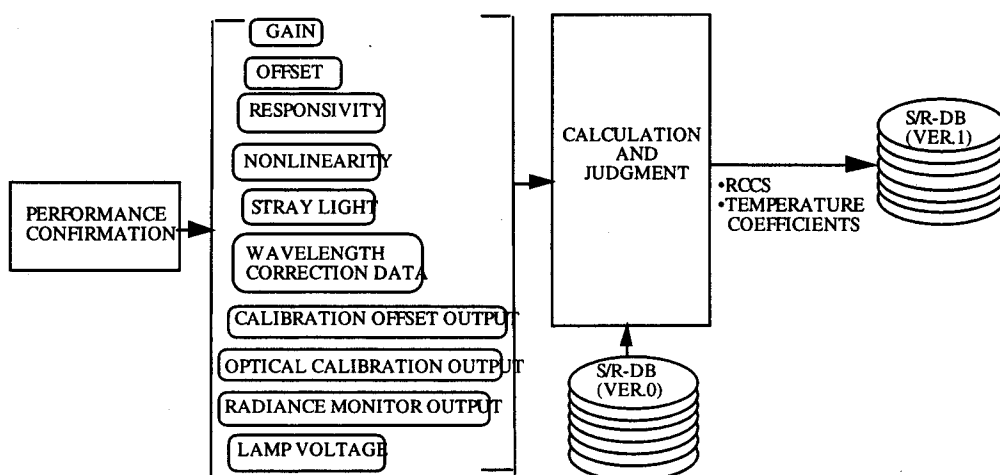 PERFORMANCE
CONFIRMATION
GAIN
OFFSET
RESPONSIVITY
NONLINEARITY
STRAY LIGHT
WAVELENGTH
CORRECTION DATA
CALIBRATION OFFSET OUTPUT
OPTICAL CALIBRATION OUTPUT
RADIANCE MONITOR OUTPUT
LAMP VOLTAGE
CALCULATION
AND
JUDGMENT
S/R-DB
(VER.0)
•RCCS
•TEMPERATURE
COEFFICIENTS
S/R-DB
(VER.1)